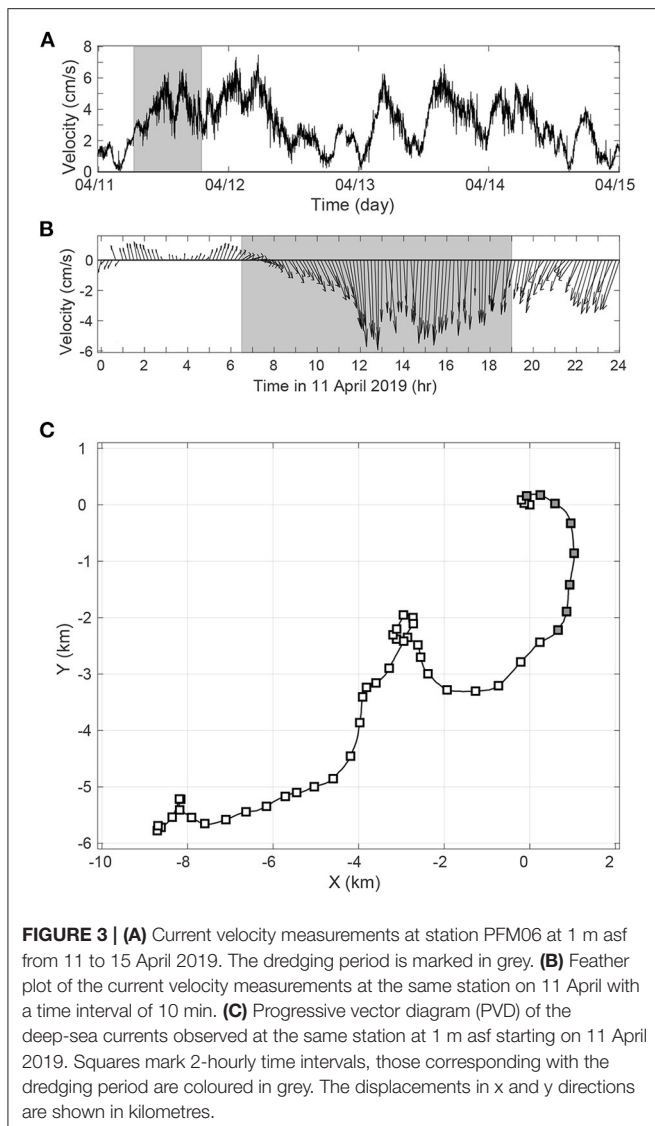 A
8
6
4
2
0
Velocity (cm/s)
04/11 04/12 04/13 04/14 04/15
Time (day)
B
0
-2
-4
-6
Velocity (cm/s)
0 2 4 6 8 10 12 14 16 18 20 22 24
Time in 11 April 2019 (hr)
C
1
0
-1
-2
-3
-4
-5
-6
Y (km)
-10 -8 -6 -4 -2 0 2
X (km)
FIGURE 3 | (A) Current velocity measurements at station PFM06 at 1 m asf
from 11 to 15 April 2019. The dredging period is marked in grey. (B) Feather
plot of the current velocity measurements at the same station on 11 April with
a time interval of 10 min. (C) Progressive vector diagram (PVD) of the
deep-sea currents observed at the same station at 1 m asf starting on 11 April
2019. Squares mark 2-hourly time intervals, those corresponding with the
dredging period are coloured in grey. The displacements in x and y directions
are shown in kilometres.